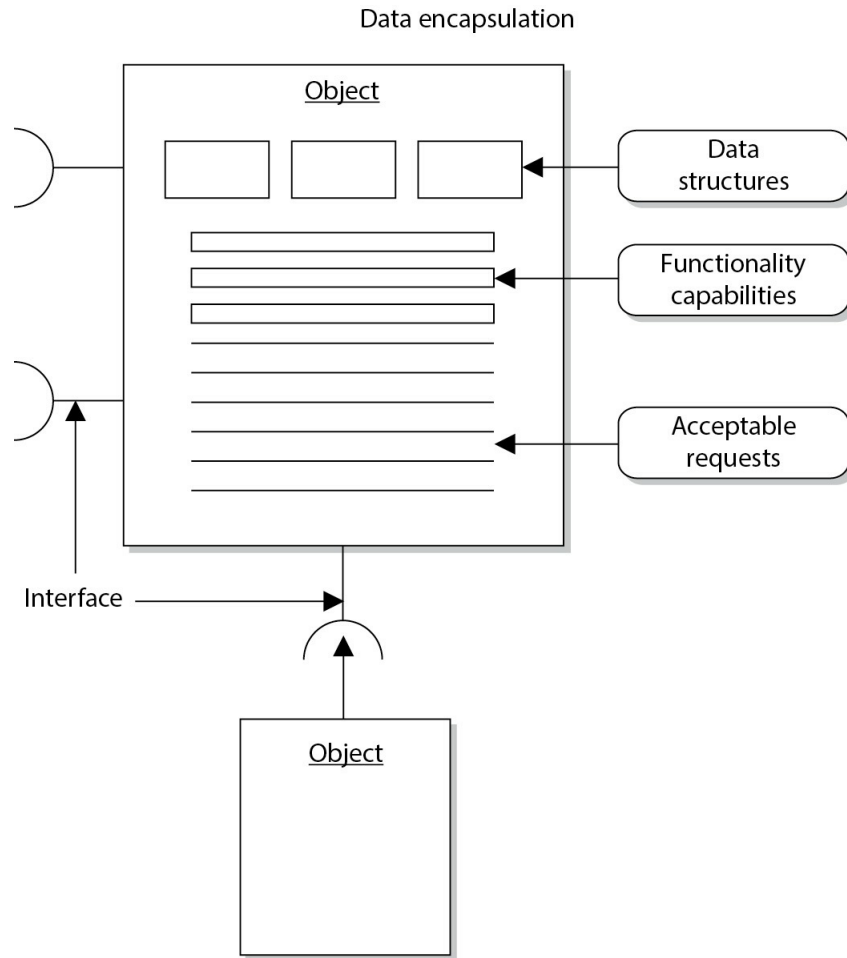 Data encapsulation
Object
Data
structures
Functionality
capabilities
Acceptable
requests
Interface
Object